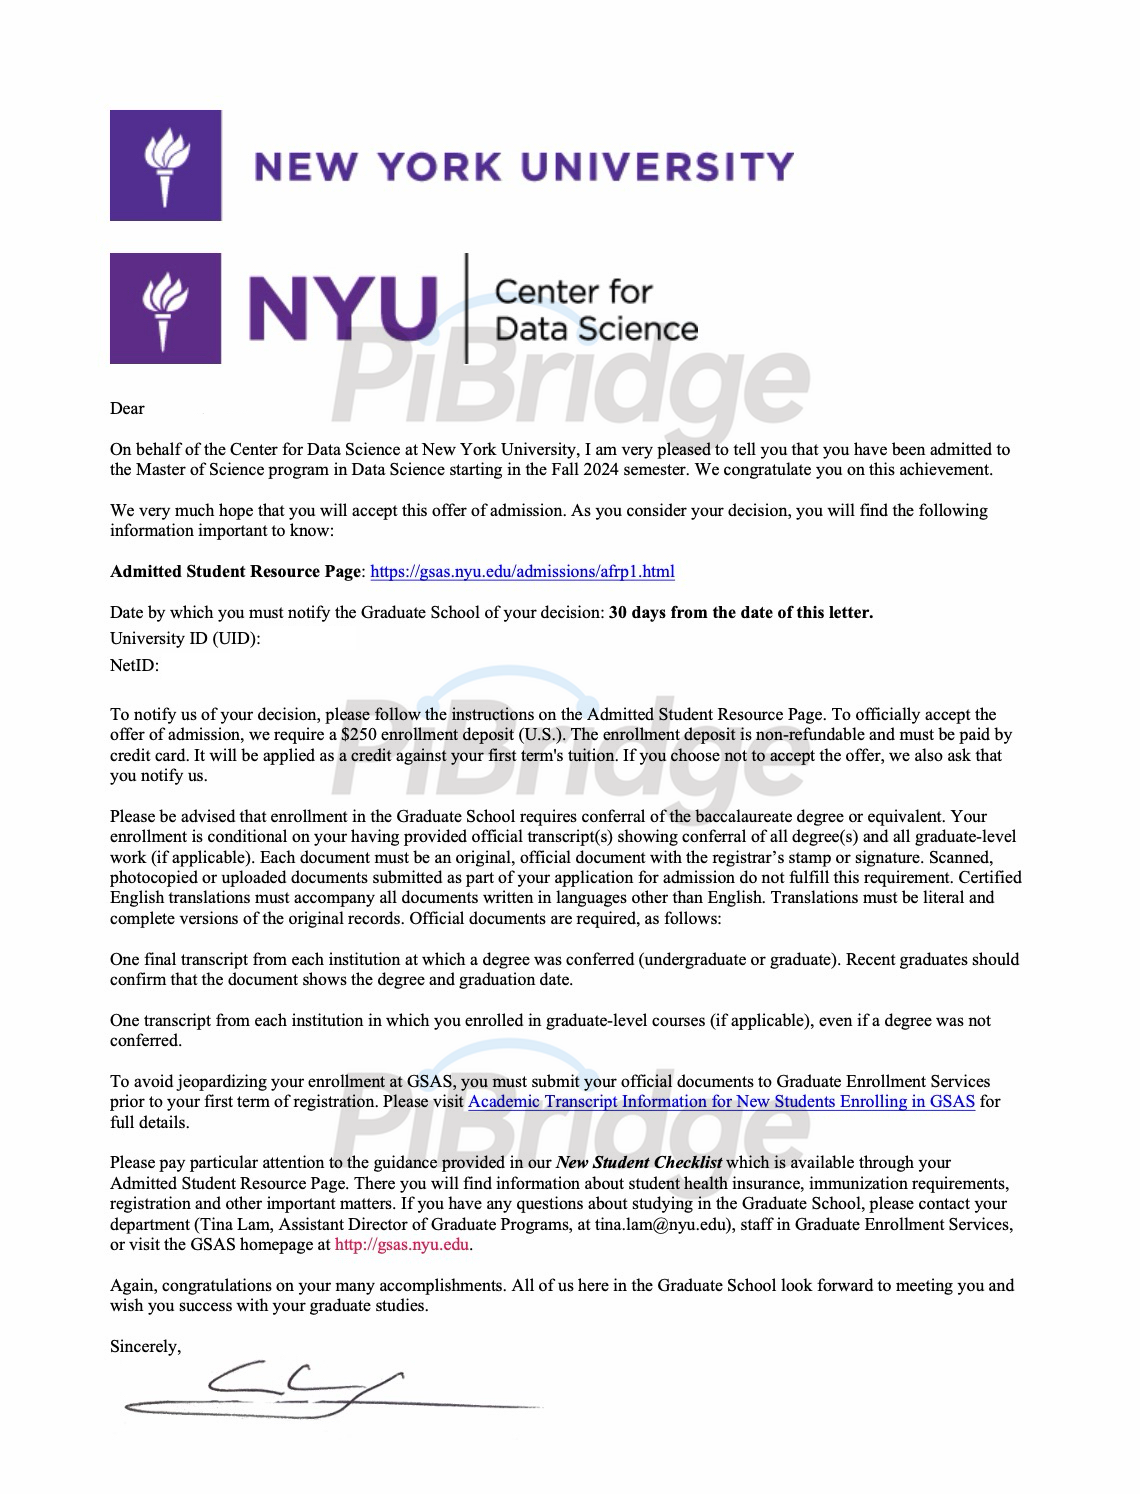 NEW YORK UNIVERSITY
NYU
Center for
Data Science
PiBridge
Dear
On behalf of the Center for Data Science at New York University, I am very pleased to tell you that you have been admitted to
the Master of Science program in Data Science starting in the Fall 2024 semester. We congratulate you on this achievement.
We very much hope that you will accept this offer of admission. As you consider your decision, you will find the following
information important to know:
Admitted Student Resource Page: https://gsas.nyu.edu/admissions/afrp1.html
Date by which you must notify the Graduate School of your decision: 30 days from the date of this letter.
University ID (UID):
NetID:
PiBridge
To notify us of your decision, please follow the instructions on the Admitted Student Resource Page. To officially accept the
offer of admission, we require a $250 enrollment deposit (U.S.). The enrollment deposit is non-refundable and must be paid by
credit card. It will be applied as a credit against your first term's tuition. If you choose not to accept the offer, we also ask that
you notify us.
Please be advised that enrollment in the Graduate School requires conferral of the baccalaureate degree or equivalent. Your
enrollment is conditional on your having provided official transcript(s) showing conferral of all degree(s) and all graduate-level
work (if applicable). Each document must be an original, official document with the registrar’s stamp or signature. Scanned,
photocopied or uploaded documents submitted as part of your application for admission do not fulfill this requirement. Certified
English translations must accompany all documents written in languages other than English. Translations must be literal and
complete versions of the original records. Official documents are required, as follows:
One final transcript from each institution at which a degree was conferred (undergraduate or graduate). Recent graduates should
confirm that the document shows the degree and graduation date.
One transcript from each institution in which you enrolled in graduate-level courses (if applicable), even if a degree was not
conferred.
PiBridge
To avoid jeopardizing your enrollment at GSAS, you must submit your official documents to Graduate Enrollment Services
prior to your first term of registration. Please visit Academic Transcript Information for New Students Enrolling in GSAS for
full details.
Please pay particular attention to the guidance provided in our New Student Checklist which is available through your
Admitted Student Resource Page. There you will find information about student health insurance, immunization requirements,
registration and other important matters. If you have any questions about studying in the Graduate School, please contact your
department (Tina Lam, Assistant Director of Graduate Programs, at tina.lam@nyu.edu), staff in Graduate Enrollment Services,
or visit the GSAS homepage at http://gsas.nyu.edu.
Again, congratulations on your many accomplishments. All of us here in the Graduate School look forward to meeting you and
wish you success with your graduate studies.
Sincerely,